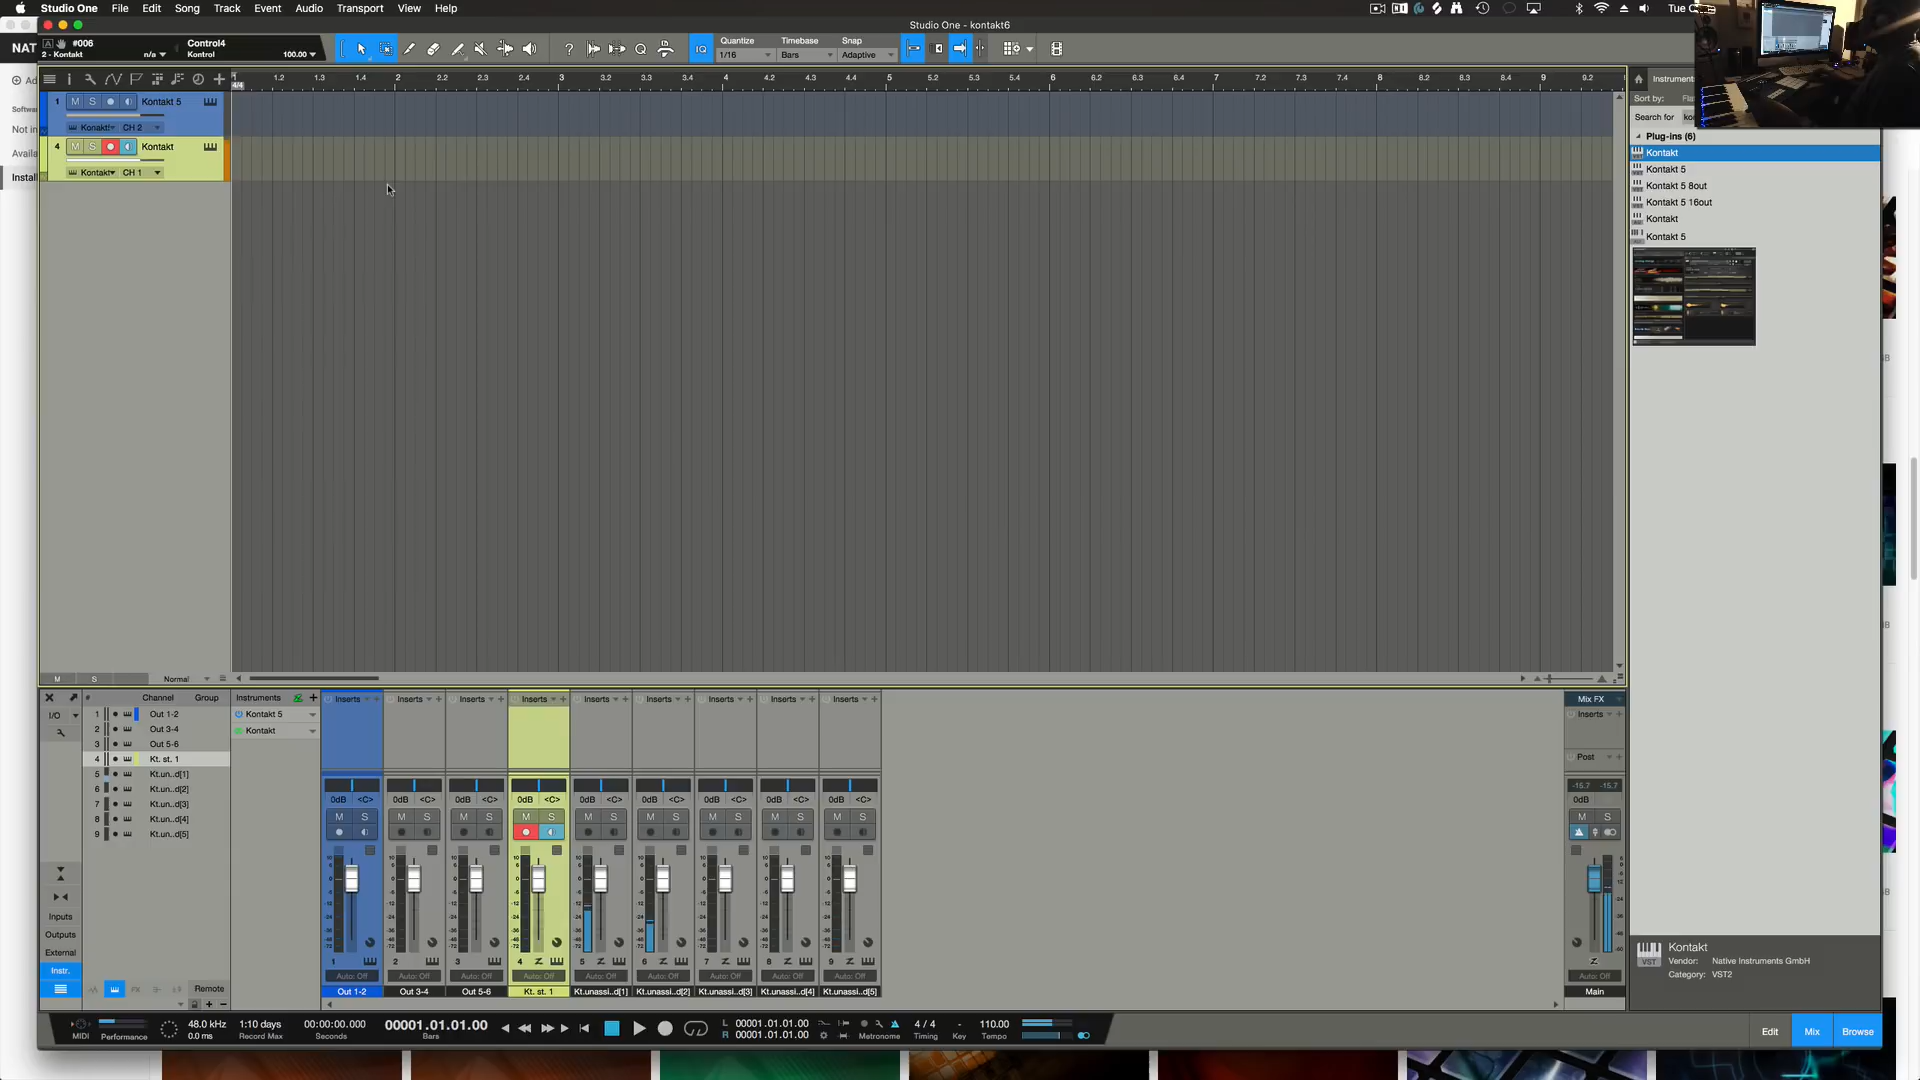 Studio One File Edit Song Track Event Audio Transport View Help
Tue
Studio One - kontakt6
NAT
#006
2 - Kontakt n/a
Control4
Kontrol 100.00
Quantize Timebase Snap
1/16 Bars Adaptive
IQ
Instrum
1.2 1.3 1.4 2 2.2 2.3 2.4 3 3.2 3.3 3.4 4 4.2 4.3 4.4 5 5.2 5.3 5.4 6 6.2 6.3 6.4 7 7.2 7.3 7.4 8 8.2 8.3 8.4 9 9.2
4/4
Sort by: Fla
Search for
1 M S Kontakt 5
CH 2
4 M S Kontakt
Kontakt CH 1
Not in
Availa
Install
Plug-ins (6)
Kontakt
Kontakt 5
Kontakt 5 8out
Kontakt 5 16out
Kontakt
Kontakt 5
M S Normal
Channel Group
I/O
1 Out 1-2
2 Out 3-4
3 Out 5-6
4 Kt. st. 1
5 Kt.un..d[1]
6 Kt.un..d[2]
7 Kt.un..d[3]
8 Kt.un..d[4]
9 Kt.un..d[5]
Instruments
Kontakt 5
Kontakt
Inserts Inserts Inserts Inserts Inserts Inserts Inserts Inserts Inserts
Mix FX
Inserts
Post
-15.7 -15.7
0dB <C> 0dB <C> 0dB <C> 0dB <C> 0dB <C> 0dB <C> 0dB <C> 0dB <C> 0dB <C> 0dB
M S M S M S M S M S M S M S M S M S M S
Inputs
Outputs
External
Instr.
Remote
1 2 3 4 5 6 7 8 9
Auto: Off Auto: Off Auto: Off Auto: Off Auto: Off Auto: Off Auto: Off Auto: Off Auto: Off Auto: Off
Out 1-2 Out 3-4 Out 5-6 Kt. st. 1 Kt.unassi..d[1] Kt.unassi..d[2] Kt.unassi..d[3] Kt.unassi..d[4] Kt.unassi..d[5] Main
Kontakt
Vendor: Native Instruments GmbH
Category: VST2
VST
MIDI Performance
48.0 kHz
0.0 ms
1:10 days
Record Max
00:00:00.000
Seconds
00001.01.01.00
Bars
L 00001.01.01.00
R 00001.01.01.00
Metronome
4 / 4
Timing
-
Key
110.00
Tempo
Edit Mix Browse